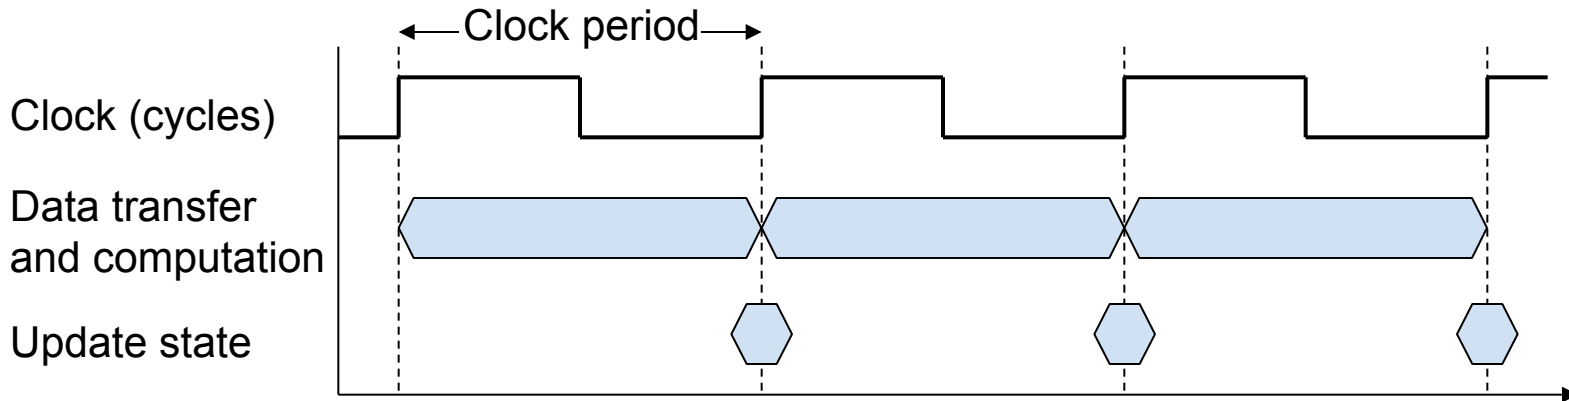 Clock period
Clock (cycles)
Data transfer
and computation
Update state